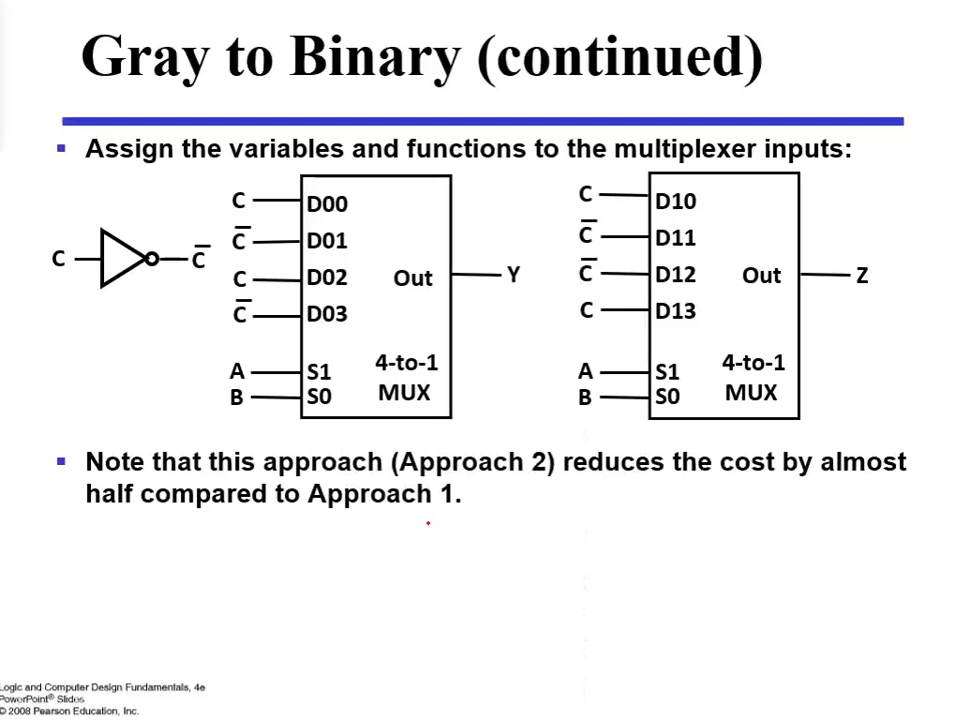 Gray to Binary (continued)
▪ Assign the variables and functions to the multiplexer inputs:
C C̅
C D00
C̅ D01
C D02
C̅ D03
Out Y
A S1
B S0
4-to-1
MUX
C D10
C̅ D11
C̅ D12
C D13
Out Z
A S1
B S0
4-to-1
MUX
▪ Note that this approach (Approach 2) reduces the cost by almost
half compared to Approach 1.
Logic and Computer Design Fundamentals, 4e
PowerPoint® Slides
© 2008 Pearson Education, Inc.